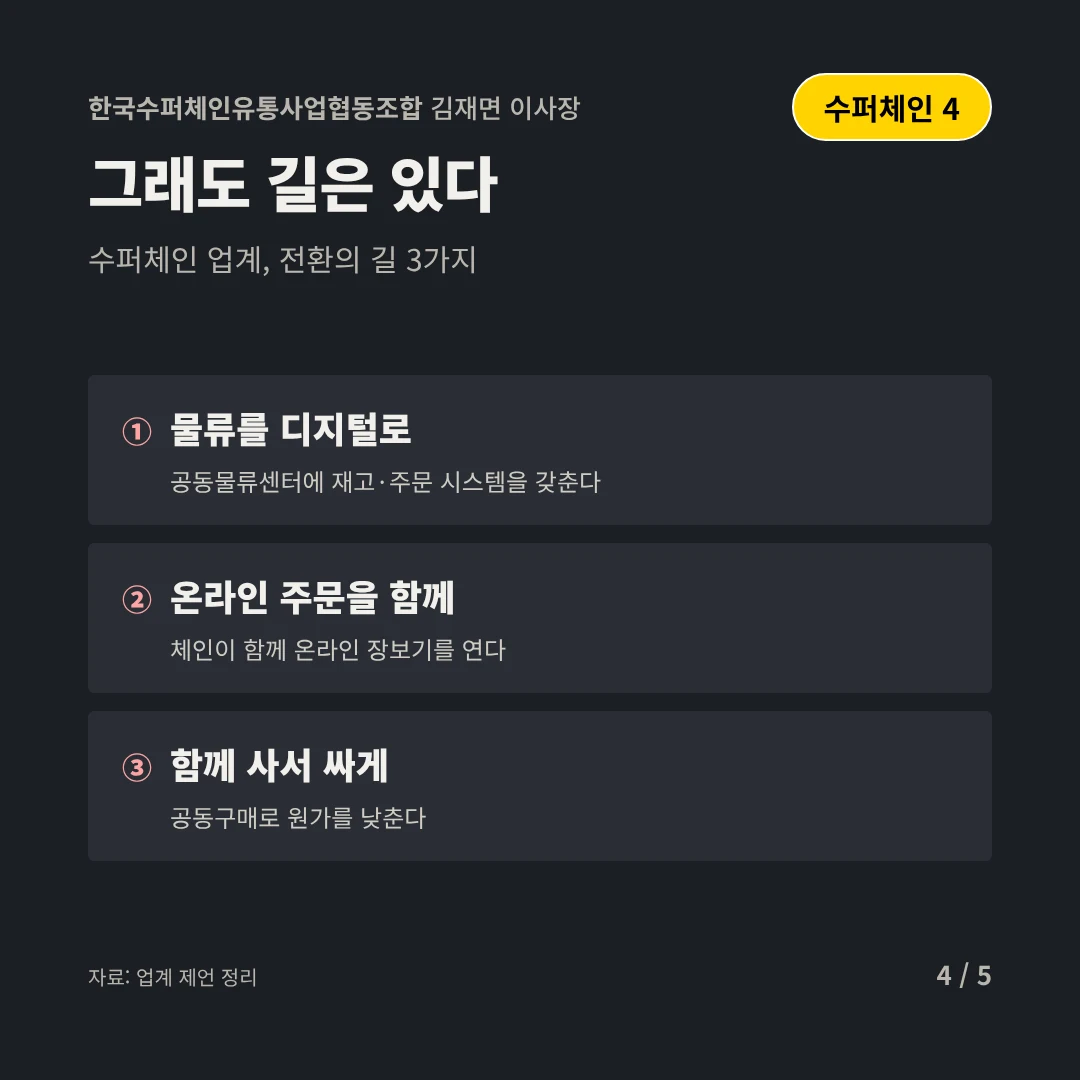 한국수퍼체인유통사업협동조합 김재면 이사장
수퍼체인 4
그래도 길은 있다
수퍼체인 업계, 전환의 길 3가지
① 물류를 디지털로
공동물류센터에 재고·주문 시스템을 갖춘다
② 온라인 주문을 함께
체인이 함께 온라인 장보기를 연다
③ 함께 사서 싸게
공동구매로 원가를 낮춘다
자료: 업계 제언 정리
4 / 5